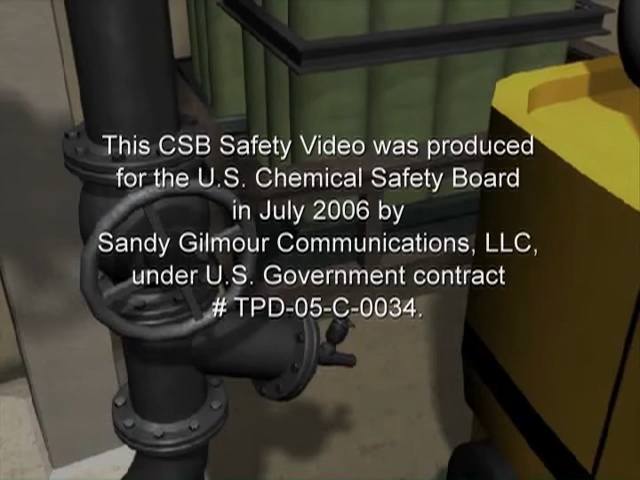 This CSB Safety Video was produced
for the U.S. Chemical Safety Board
in July 2006 by
Sandy Gilmour Communications, LLC,
under U.S. Government contract
# TPD-05-C-0034.